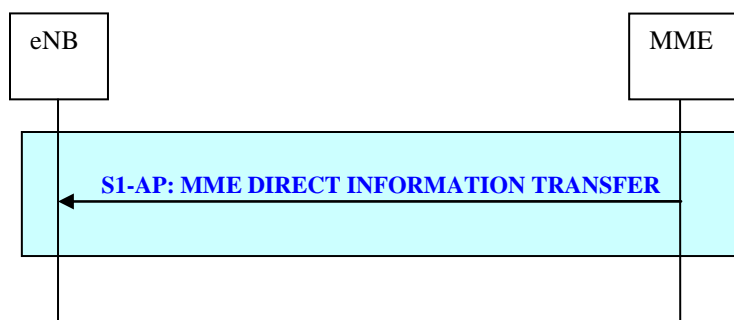 eNB
MME
S1-AP: MME DIRECT INFORMATION TRANSFER